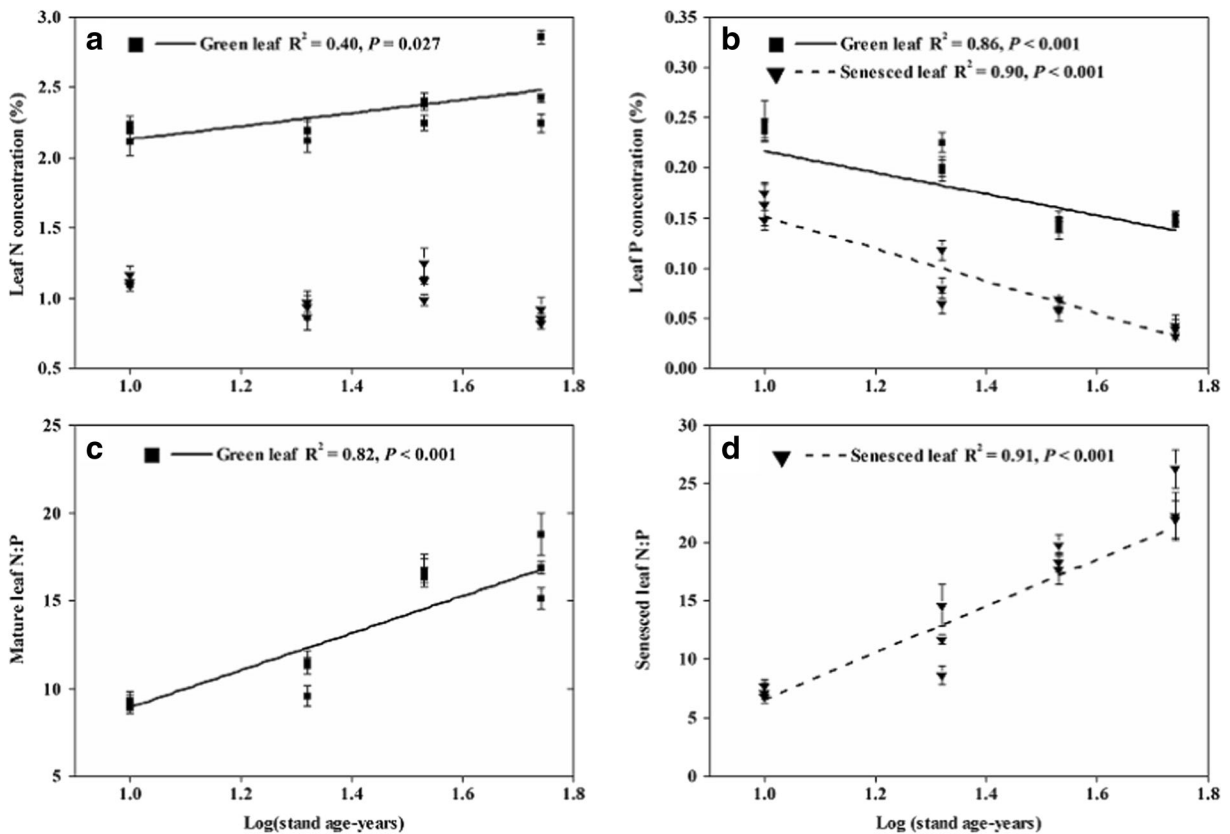 a
Green leaf R² = 0.40, P = 0.027
Leaf N concentration (%)
3.0
2.5
2.0
1.5
1.0
0.5
1.0 1.2 1.4 1.6 1.8
b
Green leaf R² = 0.86, P < 0.001
Senesced leaf R² = 0.90, P < 0.001
Leaf P concentration (%)
0.35
0.30
0.25
0.20
0.15
0.10
0.05
0.00
1.0 1.2 1.4 1.6 1.8
c
Green leaf R² = 0.82, P < 0.001
Mature leaf N:P
25
20
15
10
5
1.0 1.2 1.4 1.6 1.8
Log(stand age-years)
d
Senesced leaf R² = 0.91, P < 0.001
Senesced leaf N:P
30
25
20
15
10
5
0
1.0 1.2 1.4 1.6 1.8
Log (stand age-years)